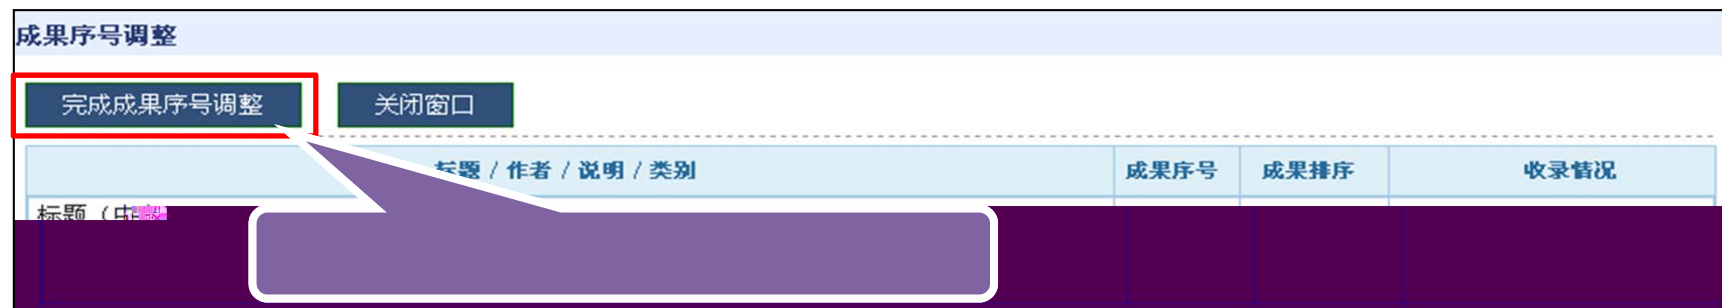 成果序号调整
完成成果序号调整 关闭窗口
标题 / 作者 / 说明 / 类别 成果序号 成果排序 收录情况
标题（中